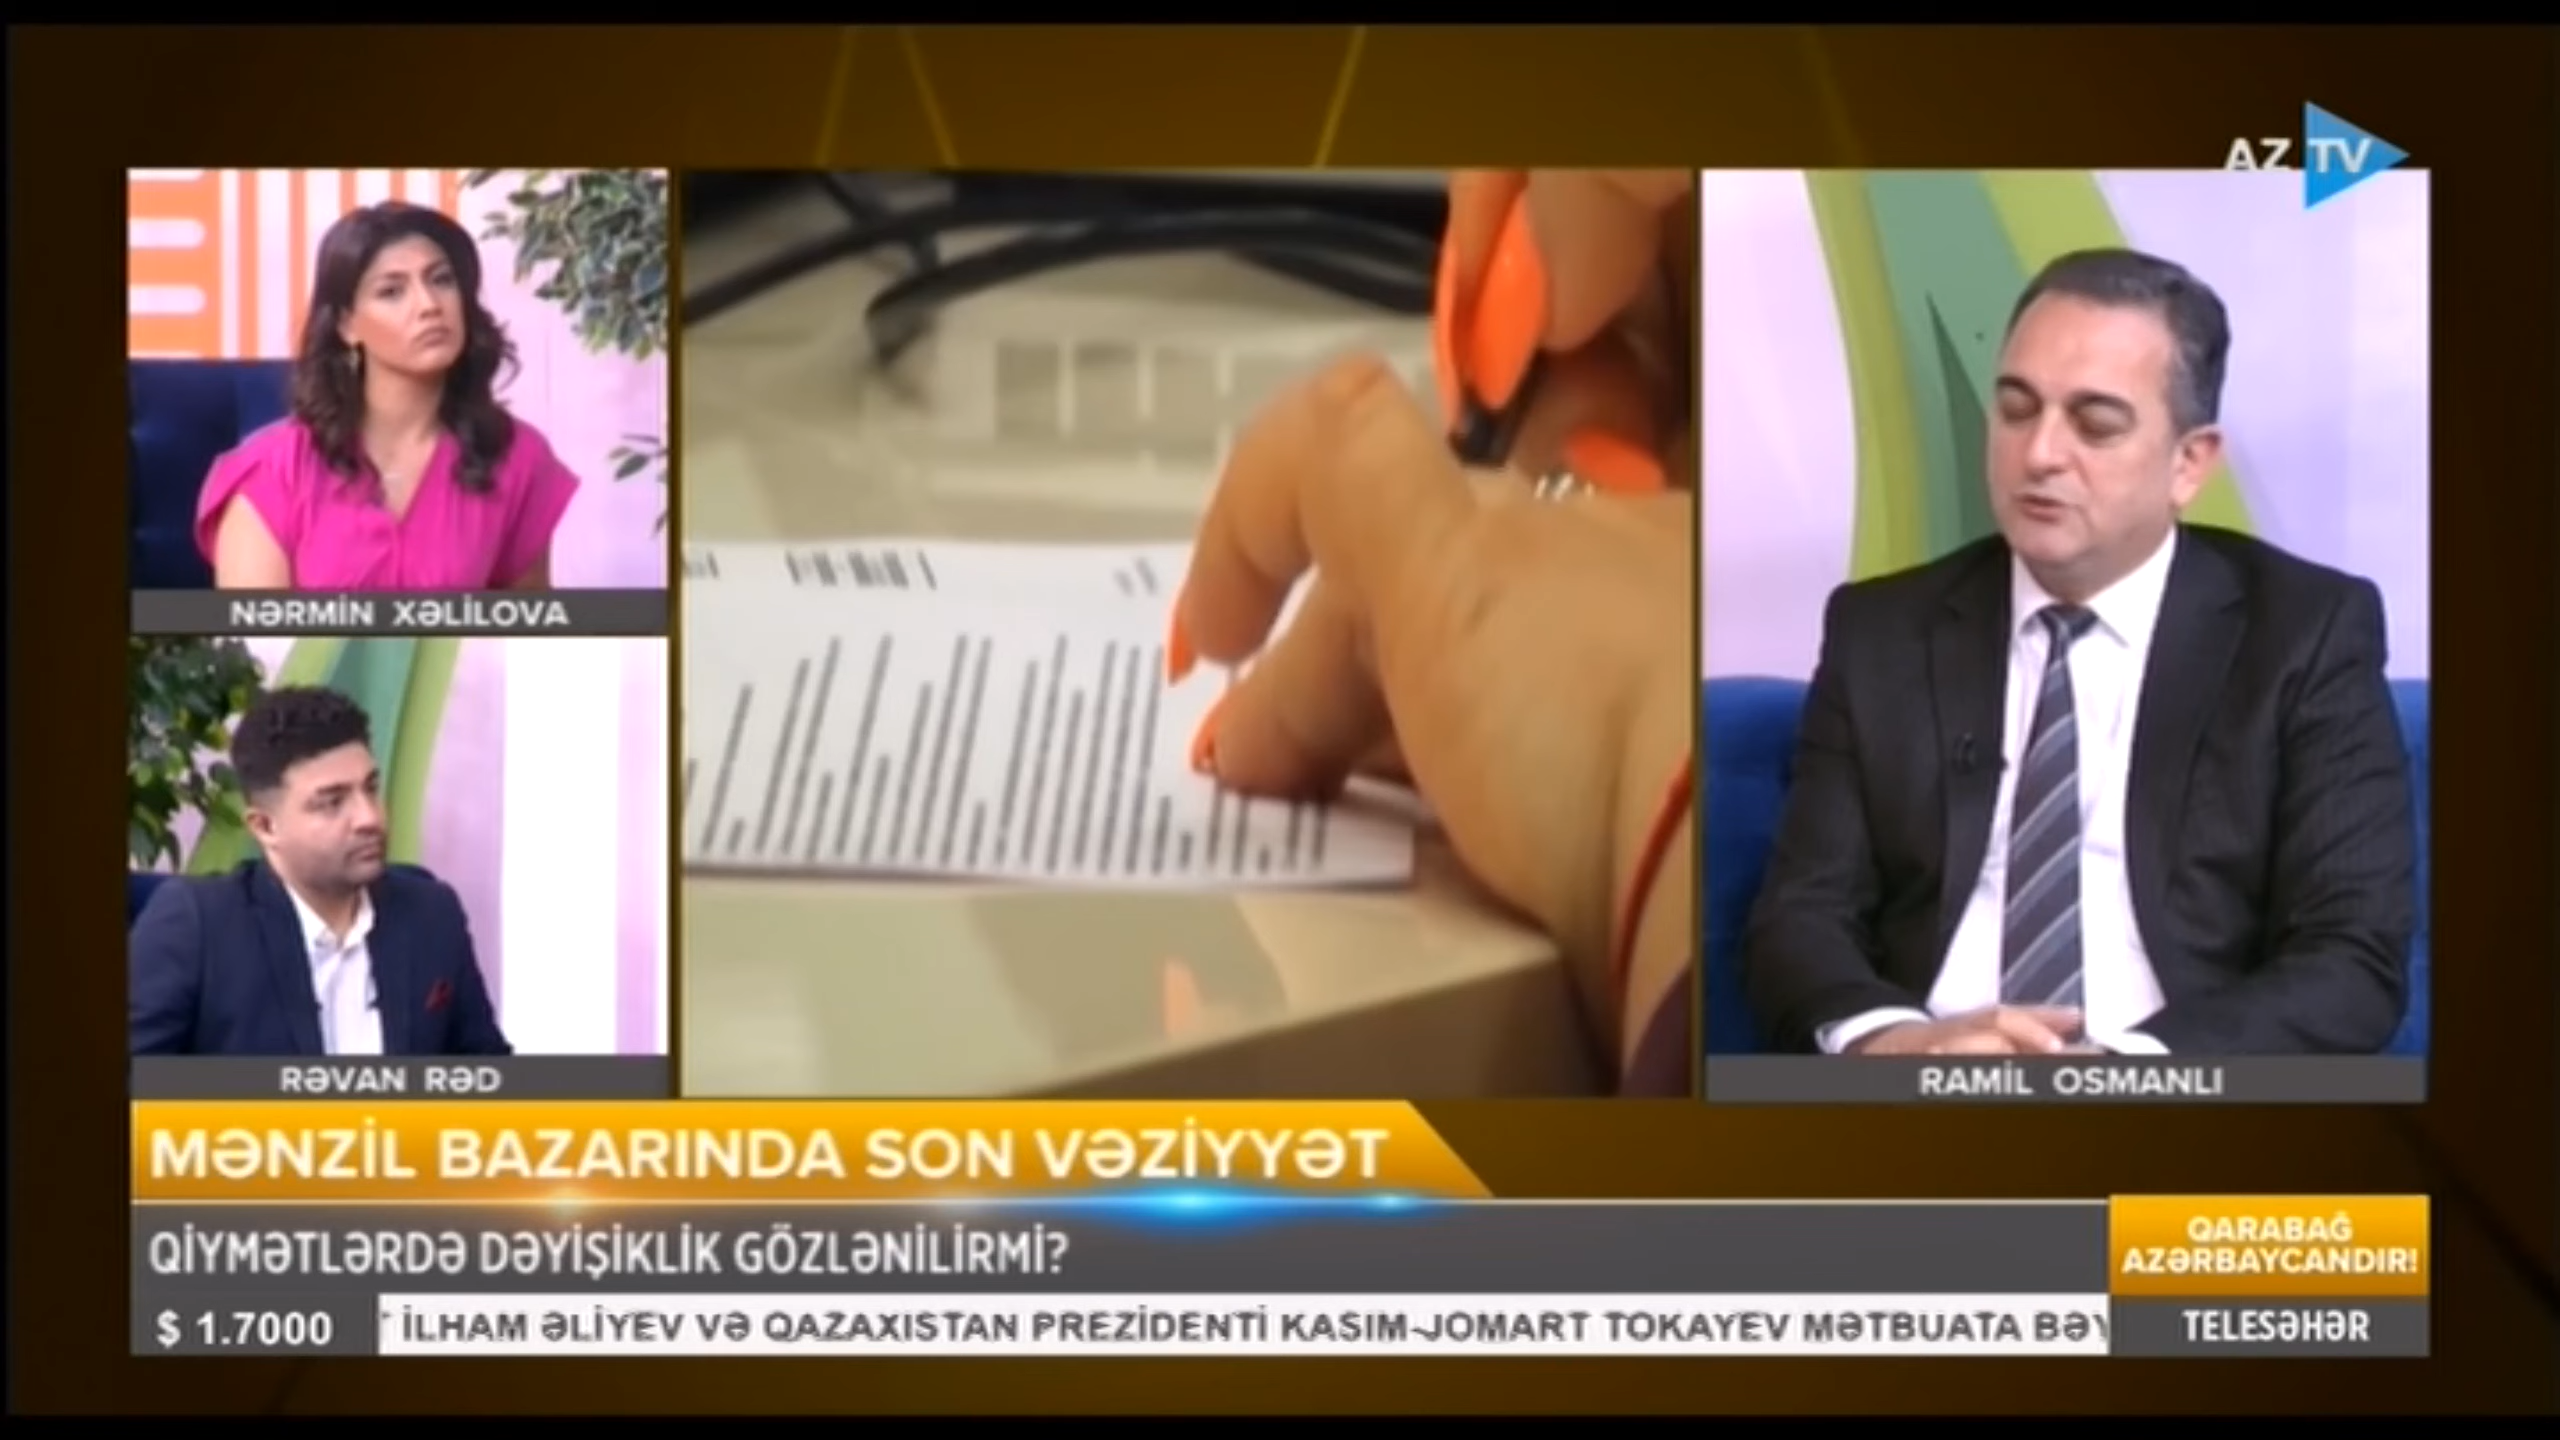 AZ TV
NƏRMİN XƏLİLOVA
RƏVAN RƏD
RAMİL OSMANLI
MƏNZİL BAZARINDA SON VƏZİYYƏT
QİYMƏTLƏRDƏ DƏYİŞİKLİK GÖZLƏNİLİRMİ?
QARABAĞ
AZƏRBAYCANDIR!
$ 1.7000
İLHAM ƏLİYEV VƏ QAZAXISTAN PREZİDENTİ KASIM-JOMART TOKAYEV MƏTBUATA
TELESƏHƏR